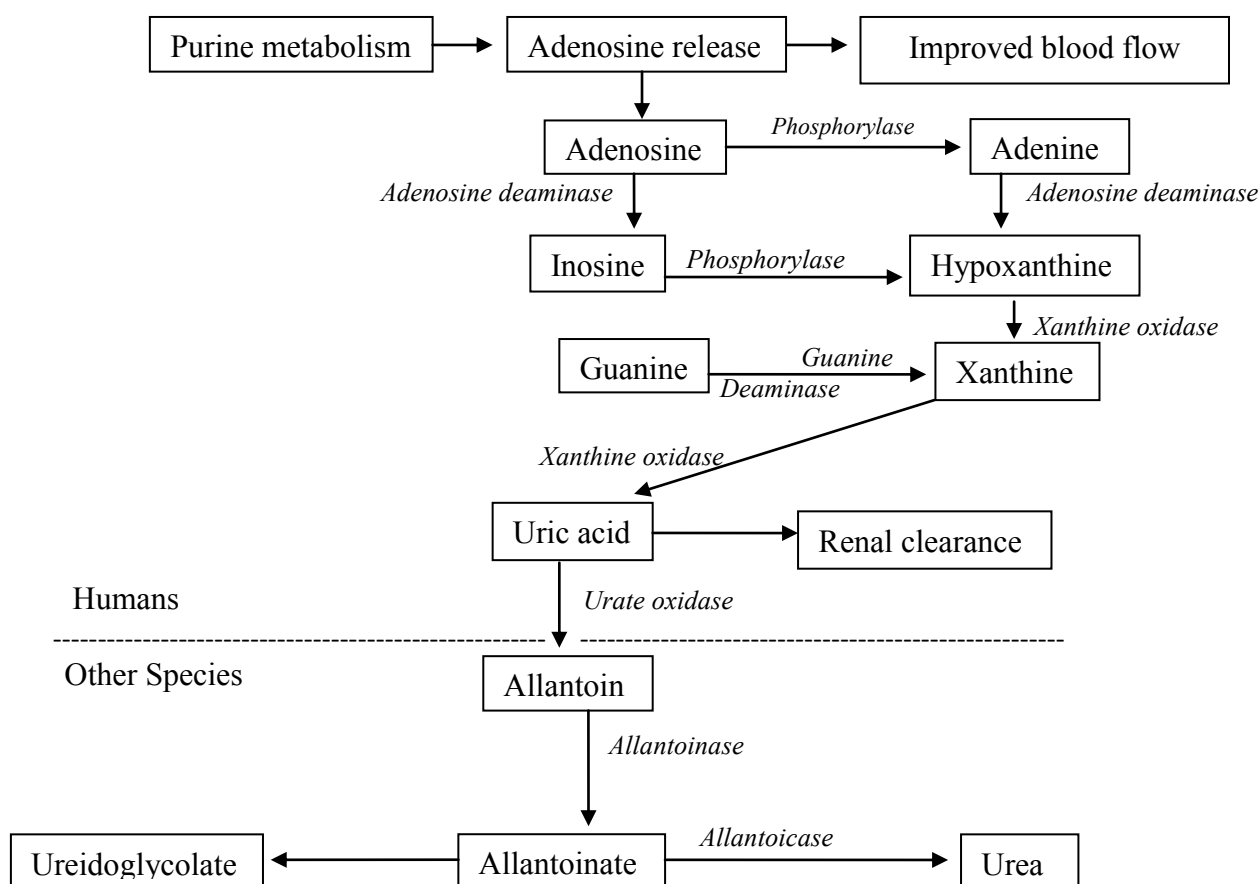 Purine metabolism
Adenosine release
Improved blood flow
Adenosine
Phosphorylase
Adenine
Adenosine deaminase
Adenosine deaminase
Inosine
Phosphorylase
Hypoxanthine
Xanthine oxidase
Guanine
Guanine
Deaminase
Xanthine
Xanthine oxidase
Uric acid
Renal clearance
Humans
Urate oxidase
Other Species
Allantoin
Allantoinase
Ureidoglycolate
Allantoinate
Allantoicase
Urea